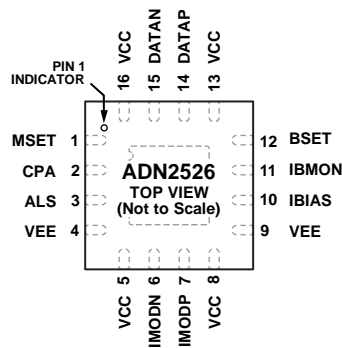 16 VCC
15 DATAN
14 DATAP
13 VCC
PIN 1
INDICATOR
MSET 1
CPA 2
ALS 3
VEE 4
ADN2526
TOP VIEW
(Not to Scale)
12 BSET
11 IBMON
10 IBIAS
9 VEE
VCC 5
IMODN 6
IMODP 7
VCC 8